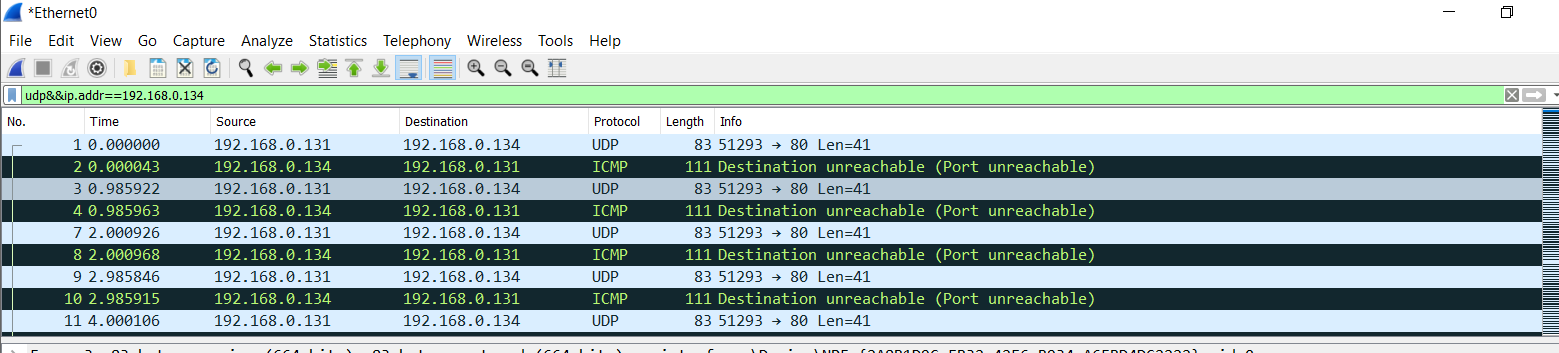 *Ethernet0
File Edit View Go Capture Analyze Statistics Telephony Wireless Tools Help
udp&&ip.addr==192.168.0.134
No. Time Source Destination Protocol Length Info
1 0.000000 192.168.0.131 192.168.0.134 UDP 83 51293 → 80 Len=41
2 0.000043 192.168.0.134 192.168.0.131 ICMP 111 Destination unreachable (Port unreachable)
3 0.985922 192.168.0.131 192.168.0.134 UDP 83 51293 → 80 Len=41
4 0.985963 192.168.0.134 192.168.0.131 ICMP 111 Destination unreachable (Port unreachable)
7 2.000926 192.168.0.131 192.168.0.134 UDP 83 51293 → 80 Len=41
8 2.000968 192.168.0.134 192.168.0.131 ICMP 111 Destination unreachable (Port unreachable)
9 2.985846 192.168.0.131 192.168.0.134 UDP 83 51293 → 80 Len=41
10 2.985915 192.168.0.134 192.168.0.131 ICMP 111 Destination unreachable (Port unreachable)
11 4.000106 192.168.0.131 192.168.0.134 UDP 83 51293 → 80 Len=41